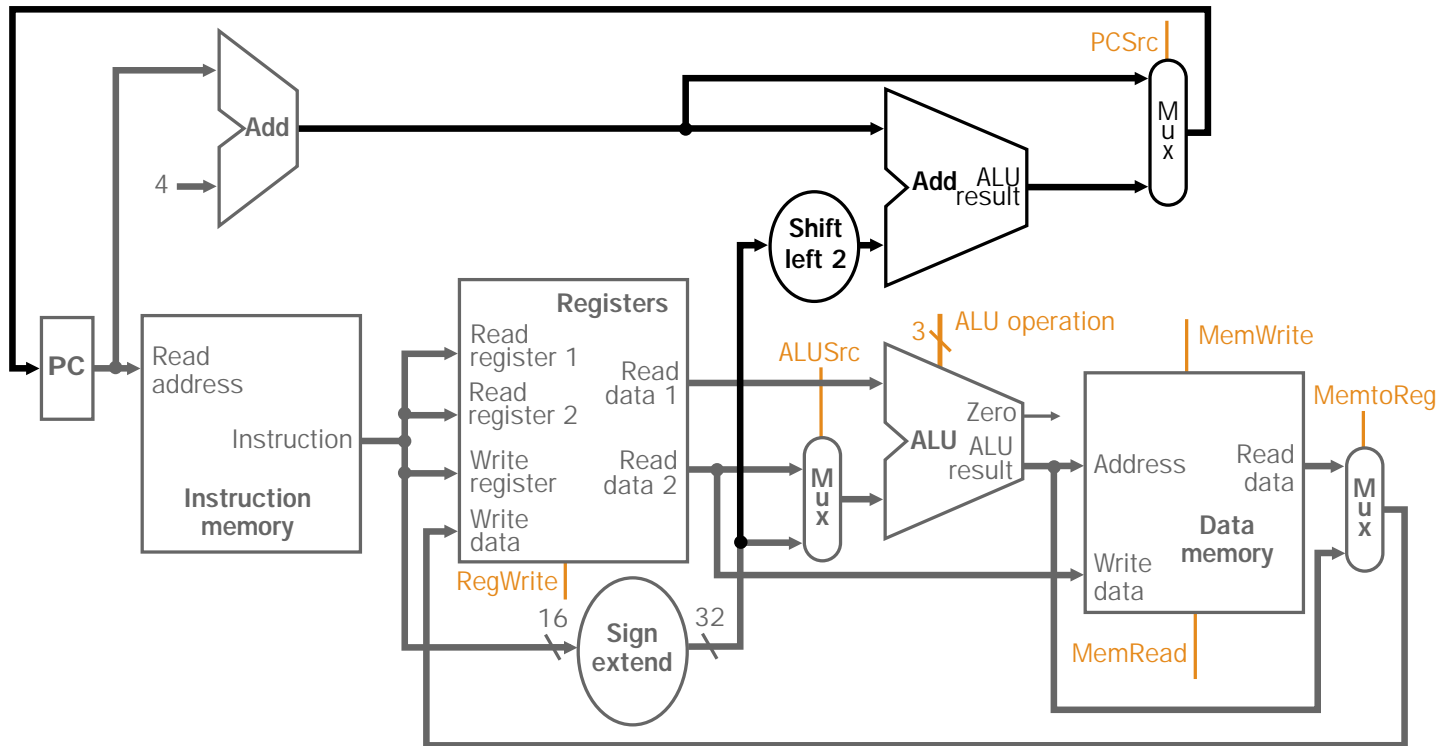 PCSrc
M
u
x
Add
4
Add
ALU
result
Shift
left 2
PC
Read
address
Instruction
Instruction
memory
Registers
Read
register 1
Read
register 2
Write
register
Write
data
Read
data 1
Read
data 2
RegWrite
16
Sign
extend
32
ALUSrc
M
u
x
3
ALU operation
Zero
ALU
ALU
result
MemWrite
Address
Read
data
Data
memory
Write
data
MemRead
MemtoReg
M
u
x